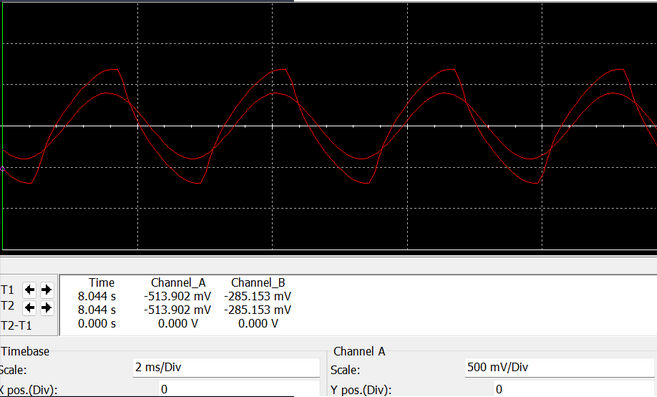 Time Channel_A Channel_B
T1 8.044 s -513.902 mV -285.153 mV
T2 8.044 s -513.902 mV -285.153 mV
T2-T1 0.000 s 0.000 V 0.000 V
Timebase Channel A
Scale: 2 ms/Div Scale: 500 mV/Div
X pos.(Div): 0 Y pos.(Div): 0